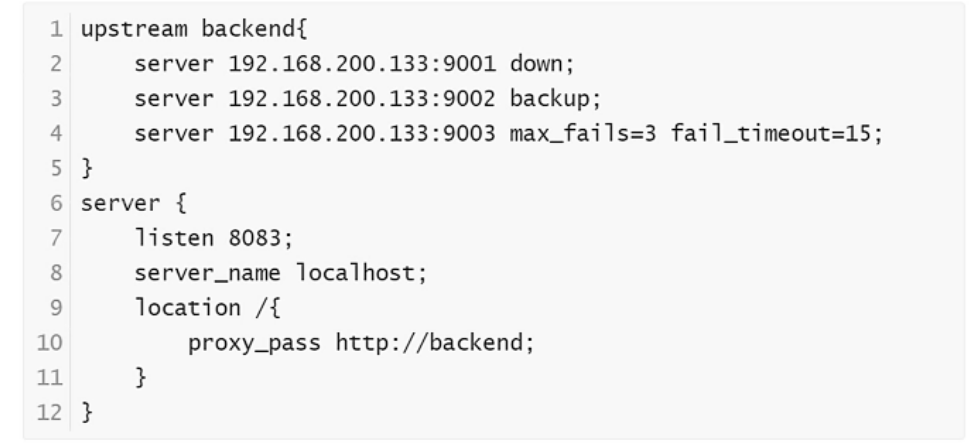 1 upstream backend{
2     server 192.168.200.133:9001 down;
3     server 192.168.200.133:9002 backup;
4     server 192.168.200.133:9003 max_fails=3 fail_timeout=15;
5 }
6 server {
7     listen 8083;
8     server_name localhost;
9     location /{
10         proxy_pass http://backend;
11     }
12 }